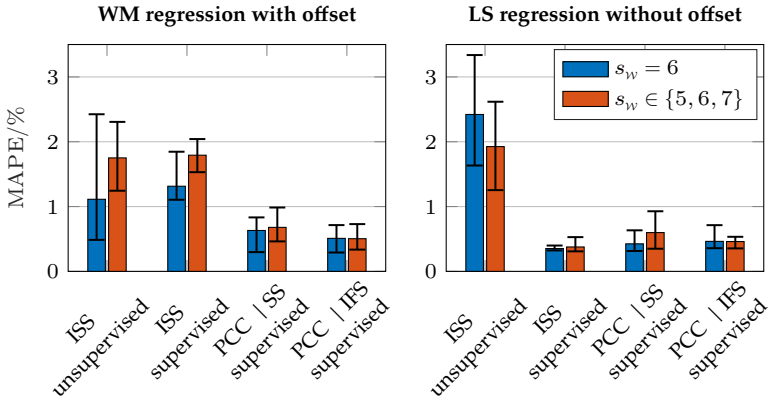 WM regression with offset
MAPE/%
3
2
1
0
ISS
unsupervised
ISS
supervised
PCC | SS
supervised
PCC | IFS
supervised
LS regression without offset
s_𝒲 = 6
s_𝒲 ∈ {5, 6, 7}
3
2
1
0
ISS
unsupervised
ISS
supervised
PCC | SS
supervised
PCC | IFS
supervised